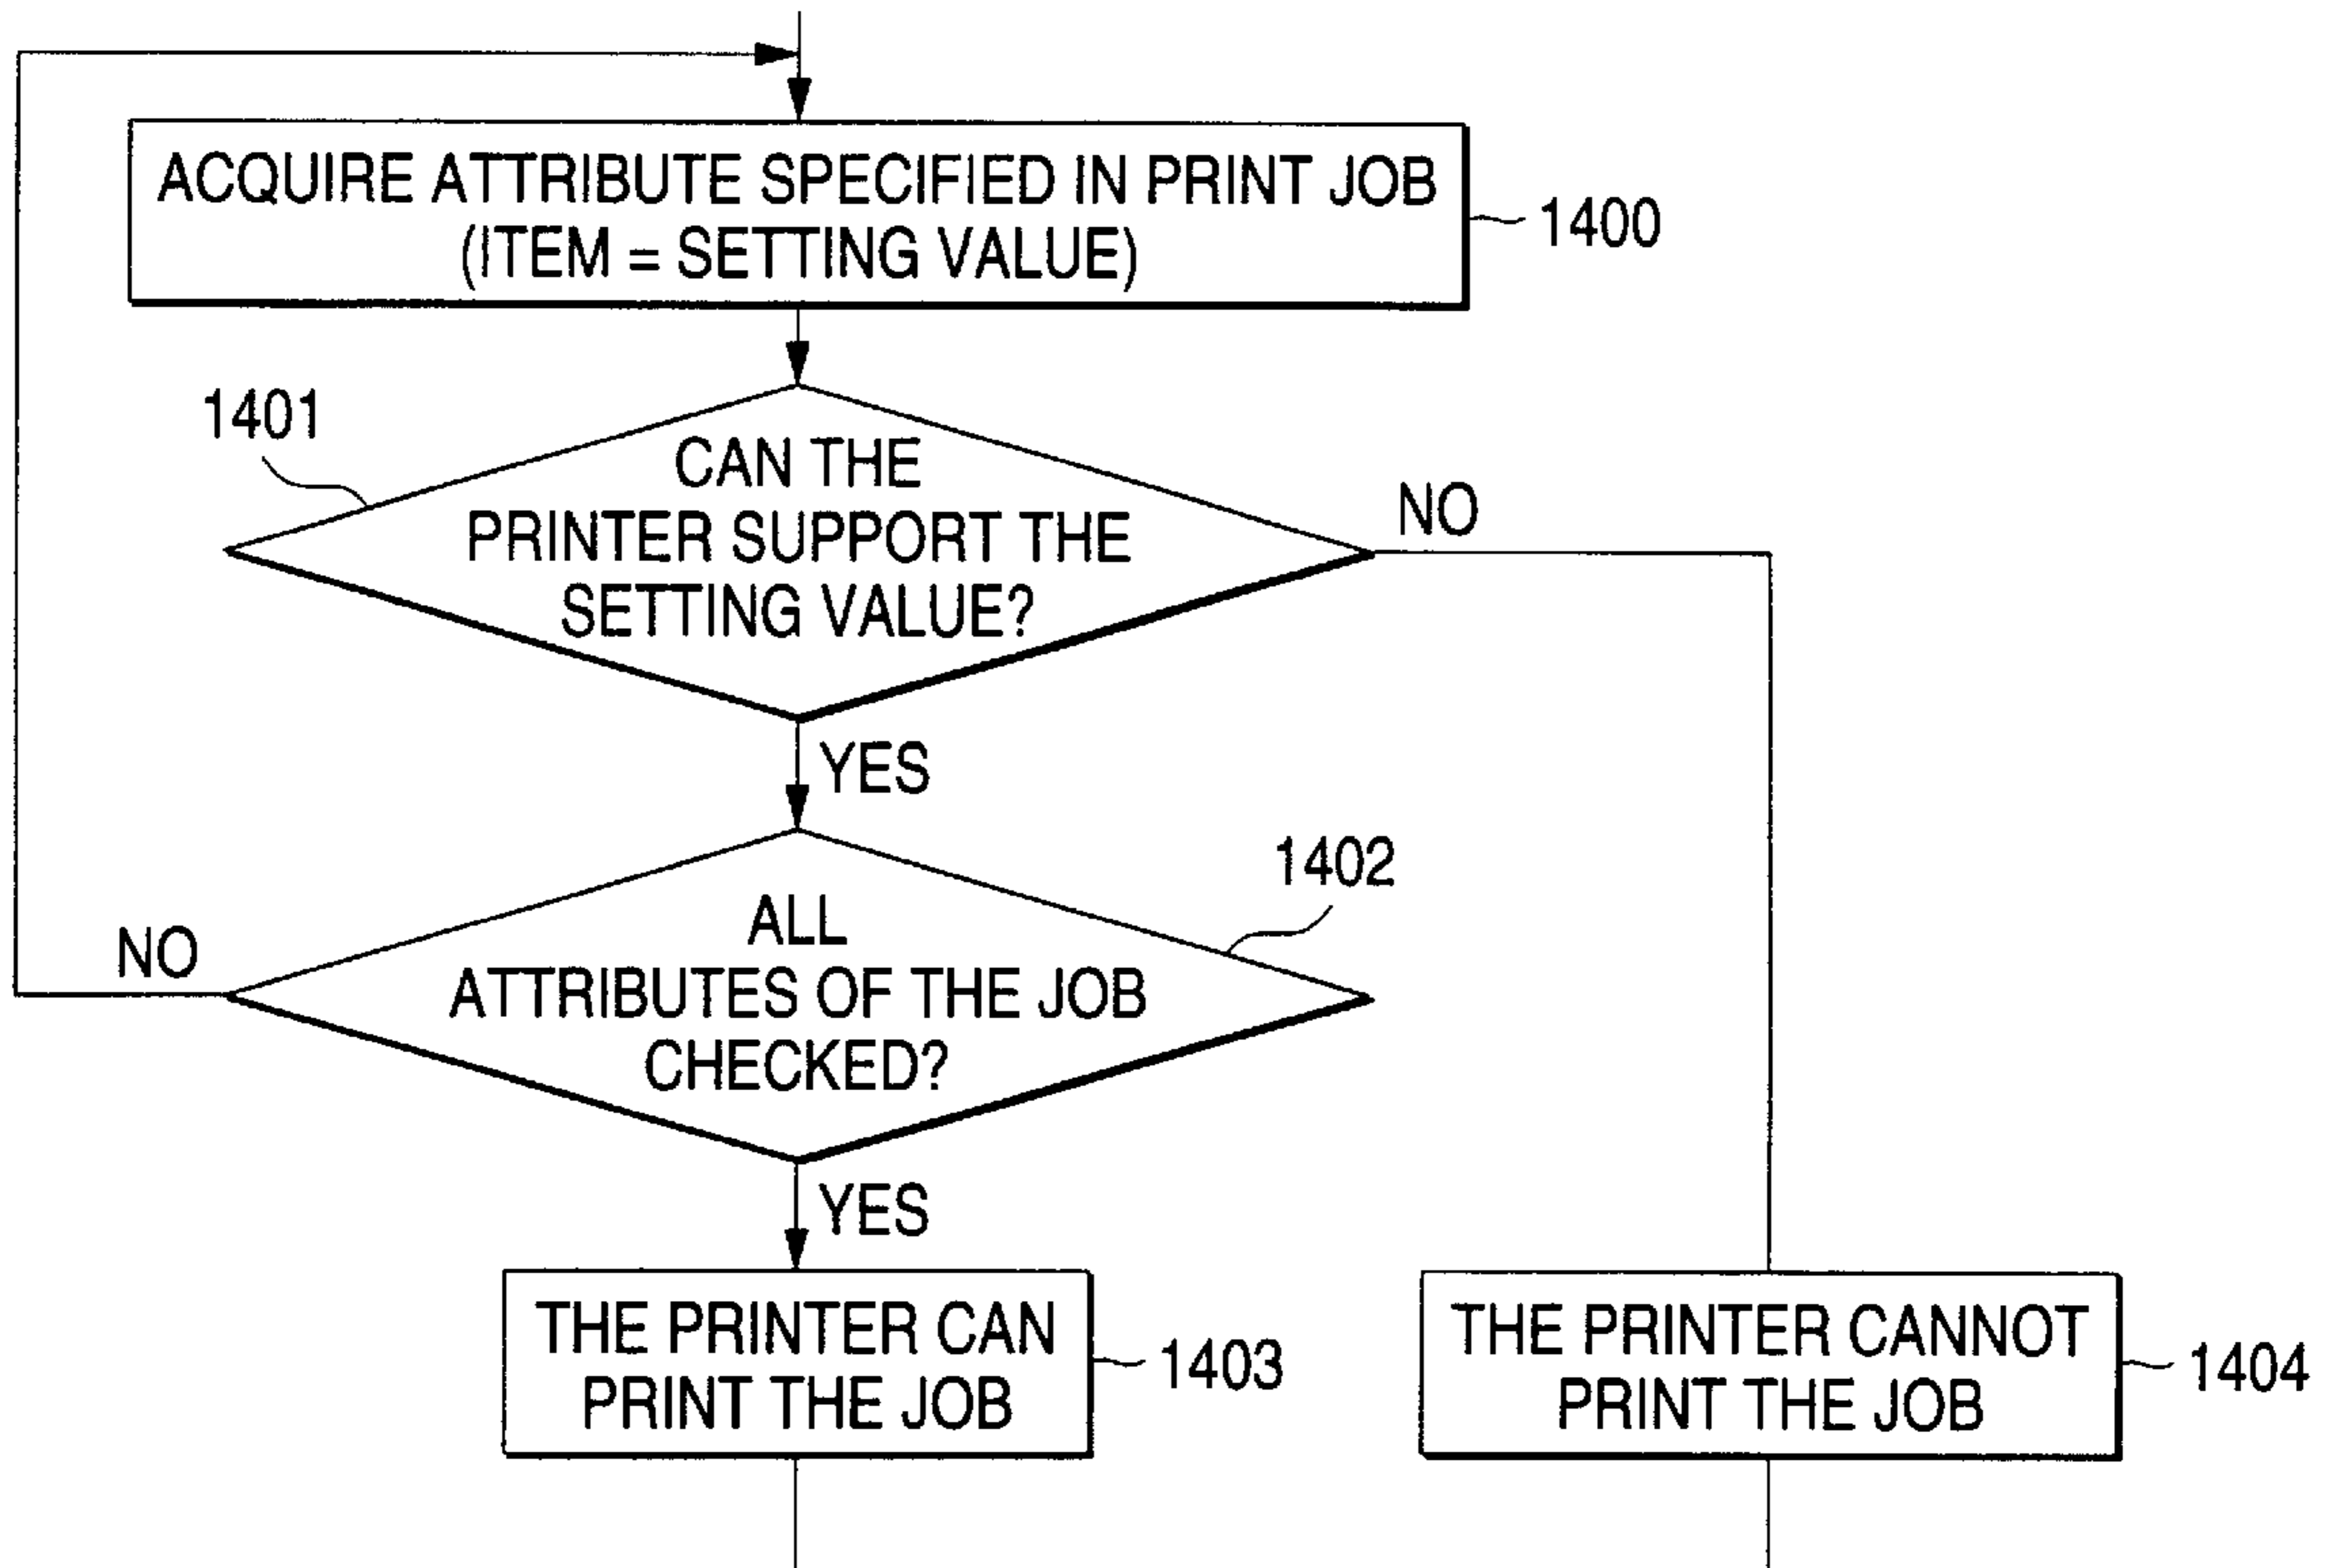 ACQUIRE ATTRIBUTE SPECIFIED IN PRINT JOB
(ITEM = SETTING VALUE)
1400
1401
CAN THE
PRINTER SUPPORT THE
SETTING VALUE?
NO
YES
1402
ALL
ATTRIBUTES OF THE JOB
CHECKED?
NO
YES
THE PRINTER CAN
PRINT THE JOB
1403
THE PRINTER CANNOT
PRINT THE JOB
1404